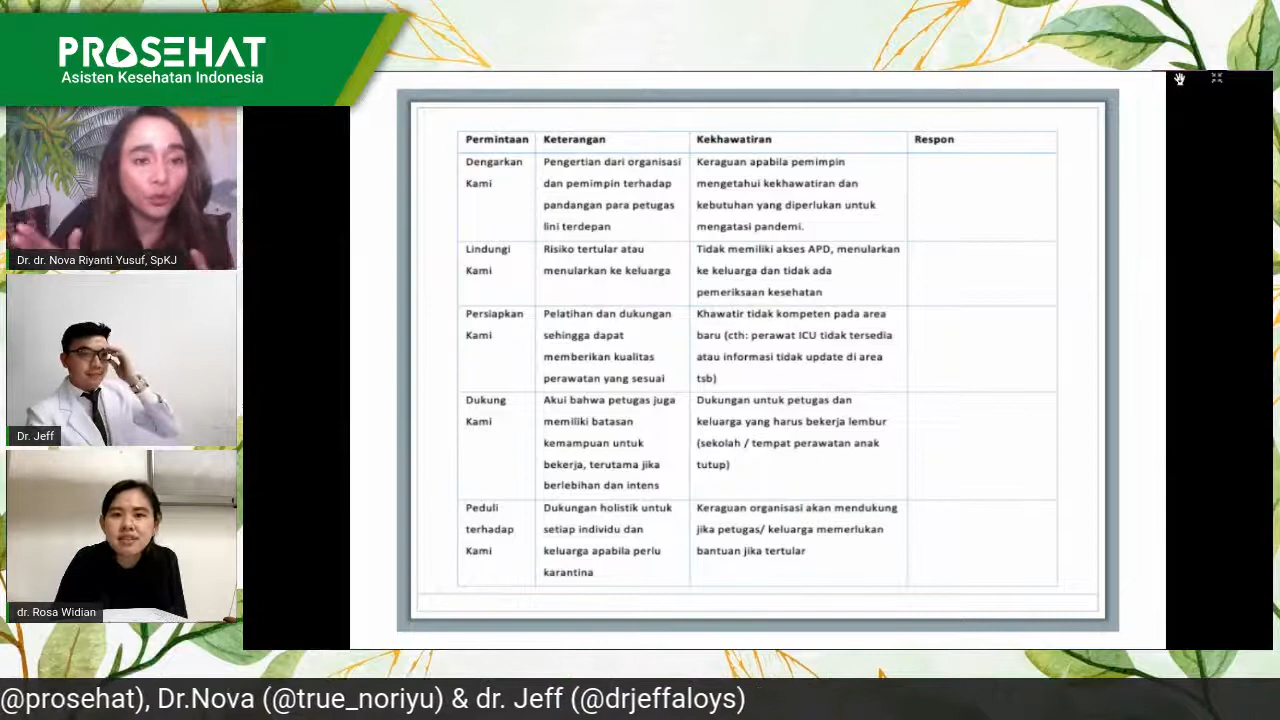 PROSEHAT
Asisten Kesehatan Indonesia
Dr. dr. Nova Riyanti Yusuf, SpKJ
Dr. Jeff
dr. Rosa Widian
Permintaan Keterangan Kekhawatiran Respon
Dengarkan
Kami
Pengertian dari organisasi
dan pemimpin terhadap
pandangan para petugas
lini terdepan
Keraguan apabila pemimpin
mengetahui kekhawatiran dan
kebutuhan yang diperlukan untuk
mengatasi pandemi.
Lindungi
Kami
Risiko tertular atau
menularkan ke keluarga
Tidak memiliki akses APD, menularkan
ke keluarga dan tidak ada
pemeriksaan kesehatan
Persiapkan
Kami
Pelatihan dan dukungan
sehingga dapat
memberikan kualitas
perawatan yang sesuai
Khawatir tidak kompeten pada area
baru (cth: perawat ICU tidak tersedia
atau informasi tidak update di area
tsb)
Dukung
Kami
Akui bahwa petugas juga
memiliki batasan
kemampuan untuk
bekerja, terutama jika
berlebihan dan intens
Dukungan untuk petugas dan
keluarga yang harus bekerja lembur
(sekolah / tempat perawatan anak
tutup)
Peduli
terhadap
Kami
Dukungan holistik untuk
setiap individu dan
keluarga apabila perlu
karantina
Keraguan organisasi akan mendukung
jika petugas/ keluarga memerlukan
bantuan jika tertular
@prosehat), Dr.Nova (@true_noriyu) & dr. Jeff (@drjeffaloys)